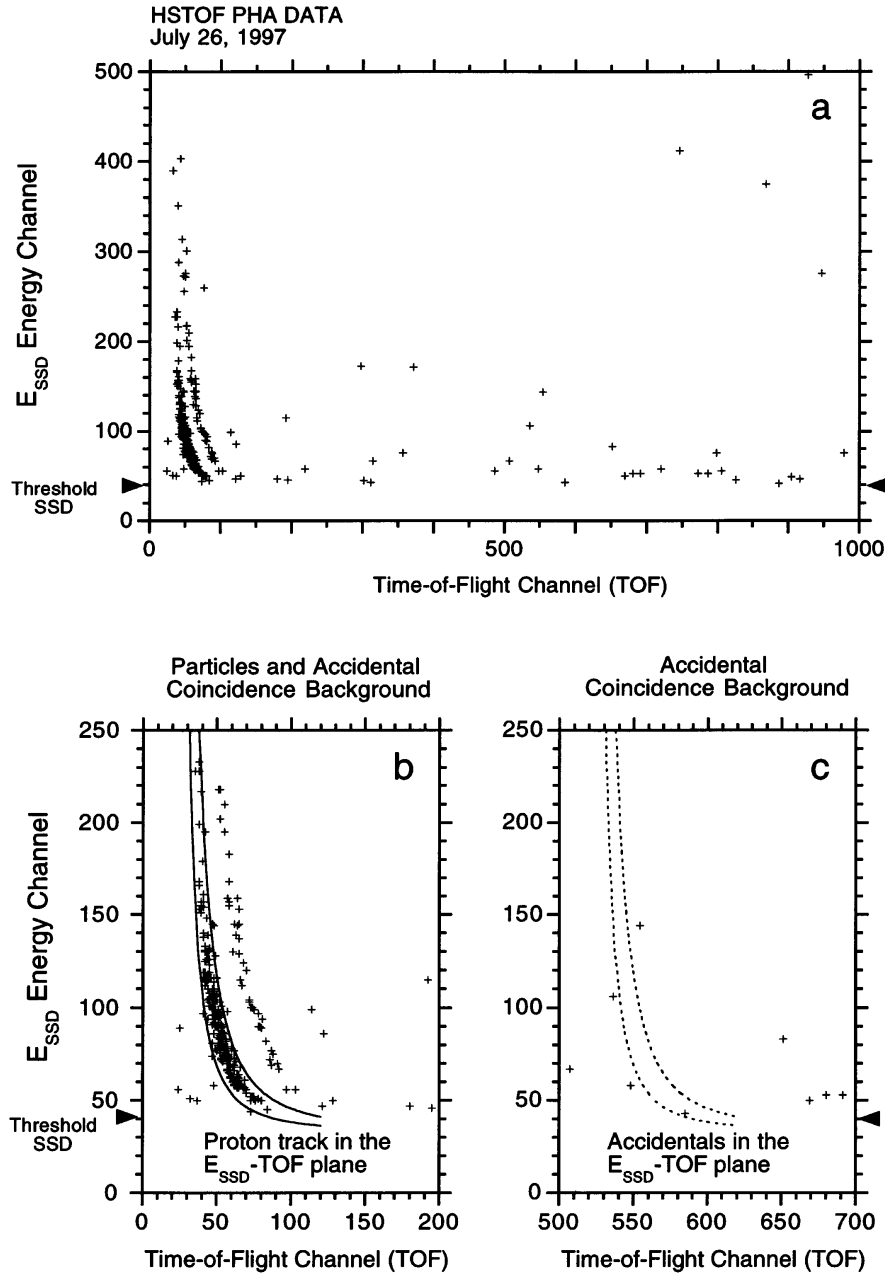 HSTOF PHA DATA
July 26, 1997
500
400
300
200
100
0
E_SSD Energy Channel
Threshold
SSD
a
0 500 1000
Time-of-Flight Channel (TOF)
Particles and Accidental
Coincidence Background
250
200
150
100
50
0
E_SSD Energy Channel
Threshold
SSD
b
Proton track in the
E_SSD-TOF plane
0 50 100 150 200
Time-of-Flight Channel (TOF)
Accidental
Coincidence Background
250
200
150
100
50
0
c
Accidentals in the
E_SSD-TOF plane
500 550 600 650 700
Time-of-Flight Channel (TOF)